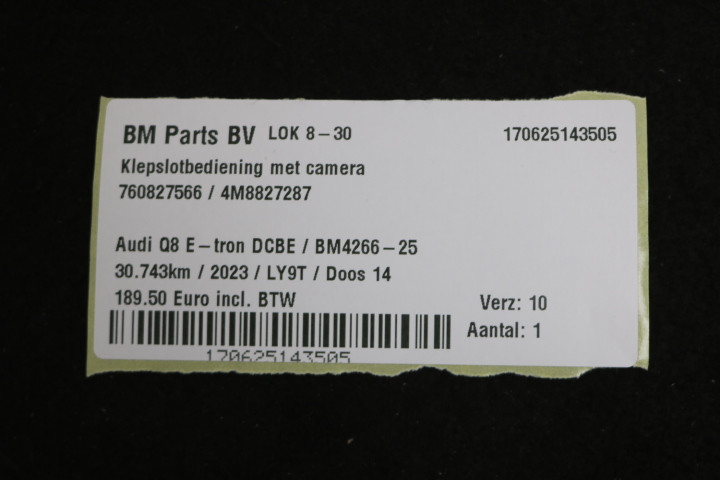 BM Parts BV LOK 8-30 170625143505
Klepslotbediening met camera
760827566 / 4M8827287
Audi Q8 E-tron DCBE / BM4266-25
30.743km / 2023 / LY9T / Doos 14
189.50 Euro incl. BTW Verz: 10
Aantal: 1
170625143505